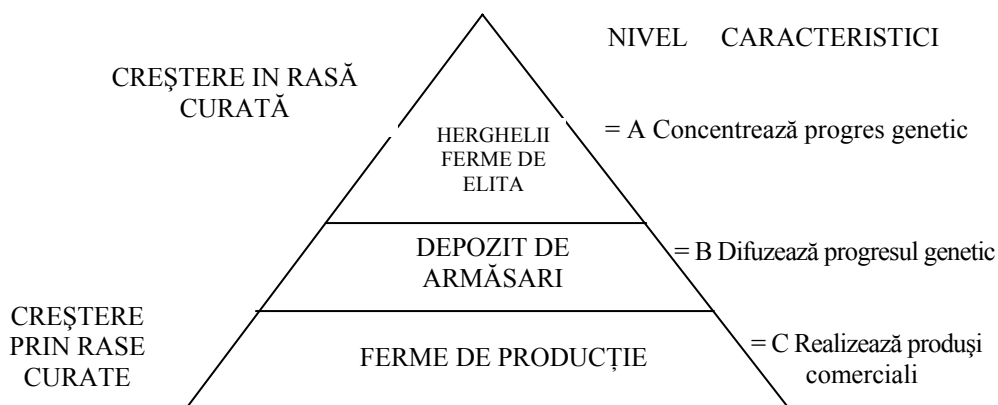 NIVEL CARACTERISTICI
CREŞTERE IN RASĂ
CURATĂ
= A Concentrează progres genetic
HERGHELII
FERME DE
ELITA
DEPOZIT DE
ARMĂSARI
= B Difuzează progresul genetic
CREŞTERE
PRIN RASE
CURATE
FERME DE PRODUCȚIE
= C Realizează produşi
comerciali